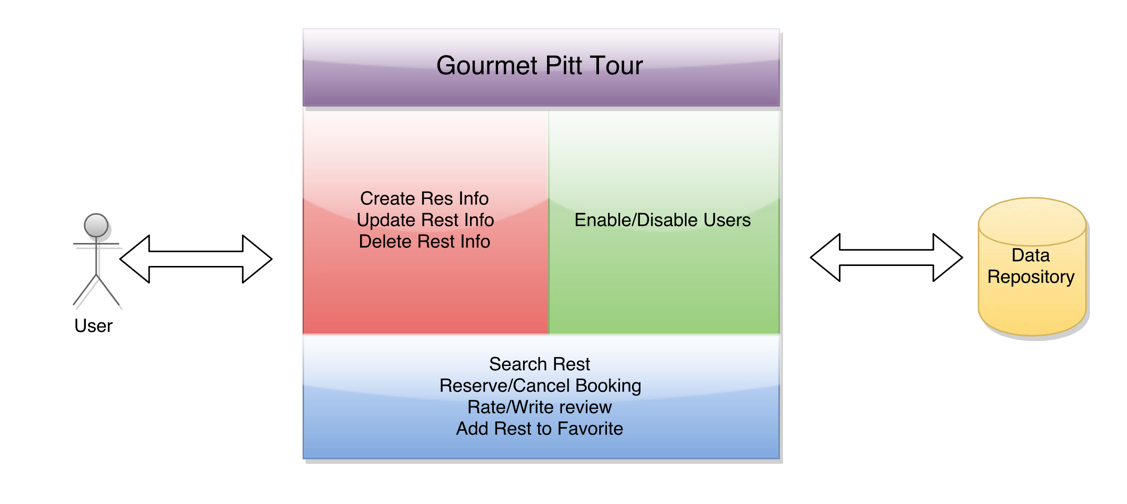 Gourmet Pitt Tour
Create Res Info
Update Rest Info
Delete Rest Info
Enable/Disable Users
User
Data
Repository
Search Rest
Reserve/Cancel Booking
Rate/Write review
Add Rest to Favorite